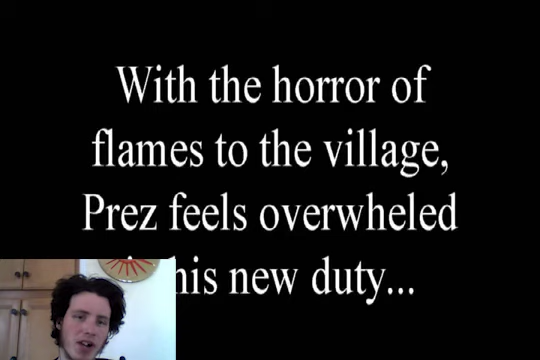 With the horror of
flames to the village,
Prez feels overwheled
his new duty...